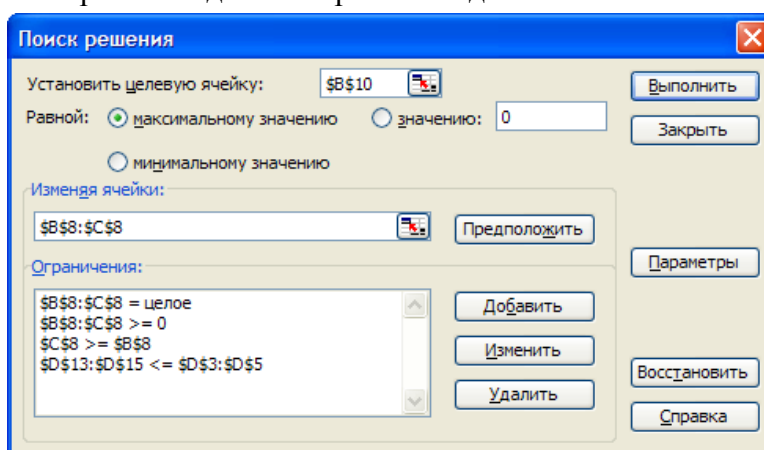 Поиск решения
Установить целевую ячейку: $B$10 Выполнить
Равной: максимальному значению значению: 0 Закрыть
минимальному значению
Изменяя ячейки:
$B$8:$C$8 Предположить
Ограничения: Параметры
$B$8:$C$8 = целое Добавить
$B$8:$C$8 >= 0
$C$8 >= $B$8 Изменить
$D$13:$D$15 <= $D$3:$D$5
Восстановить
Удалить
Справка